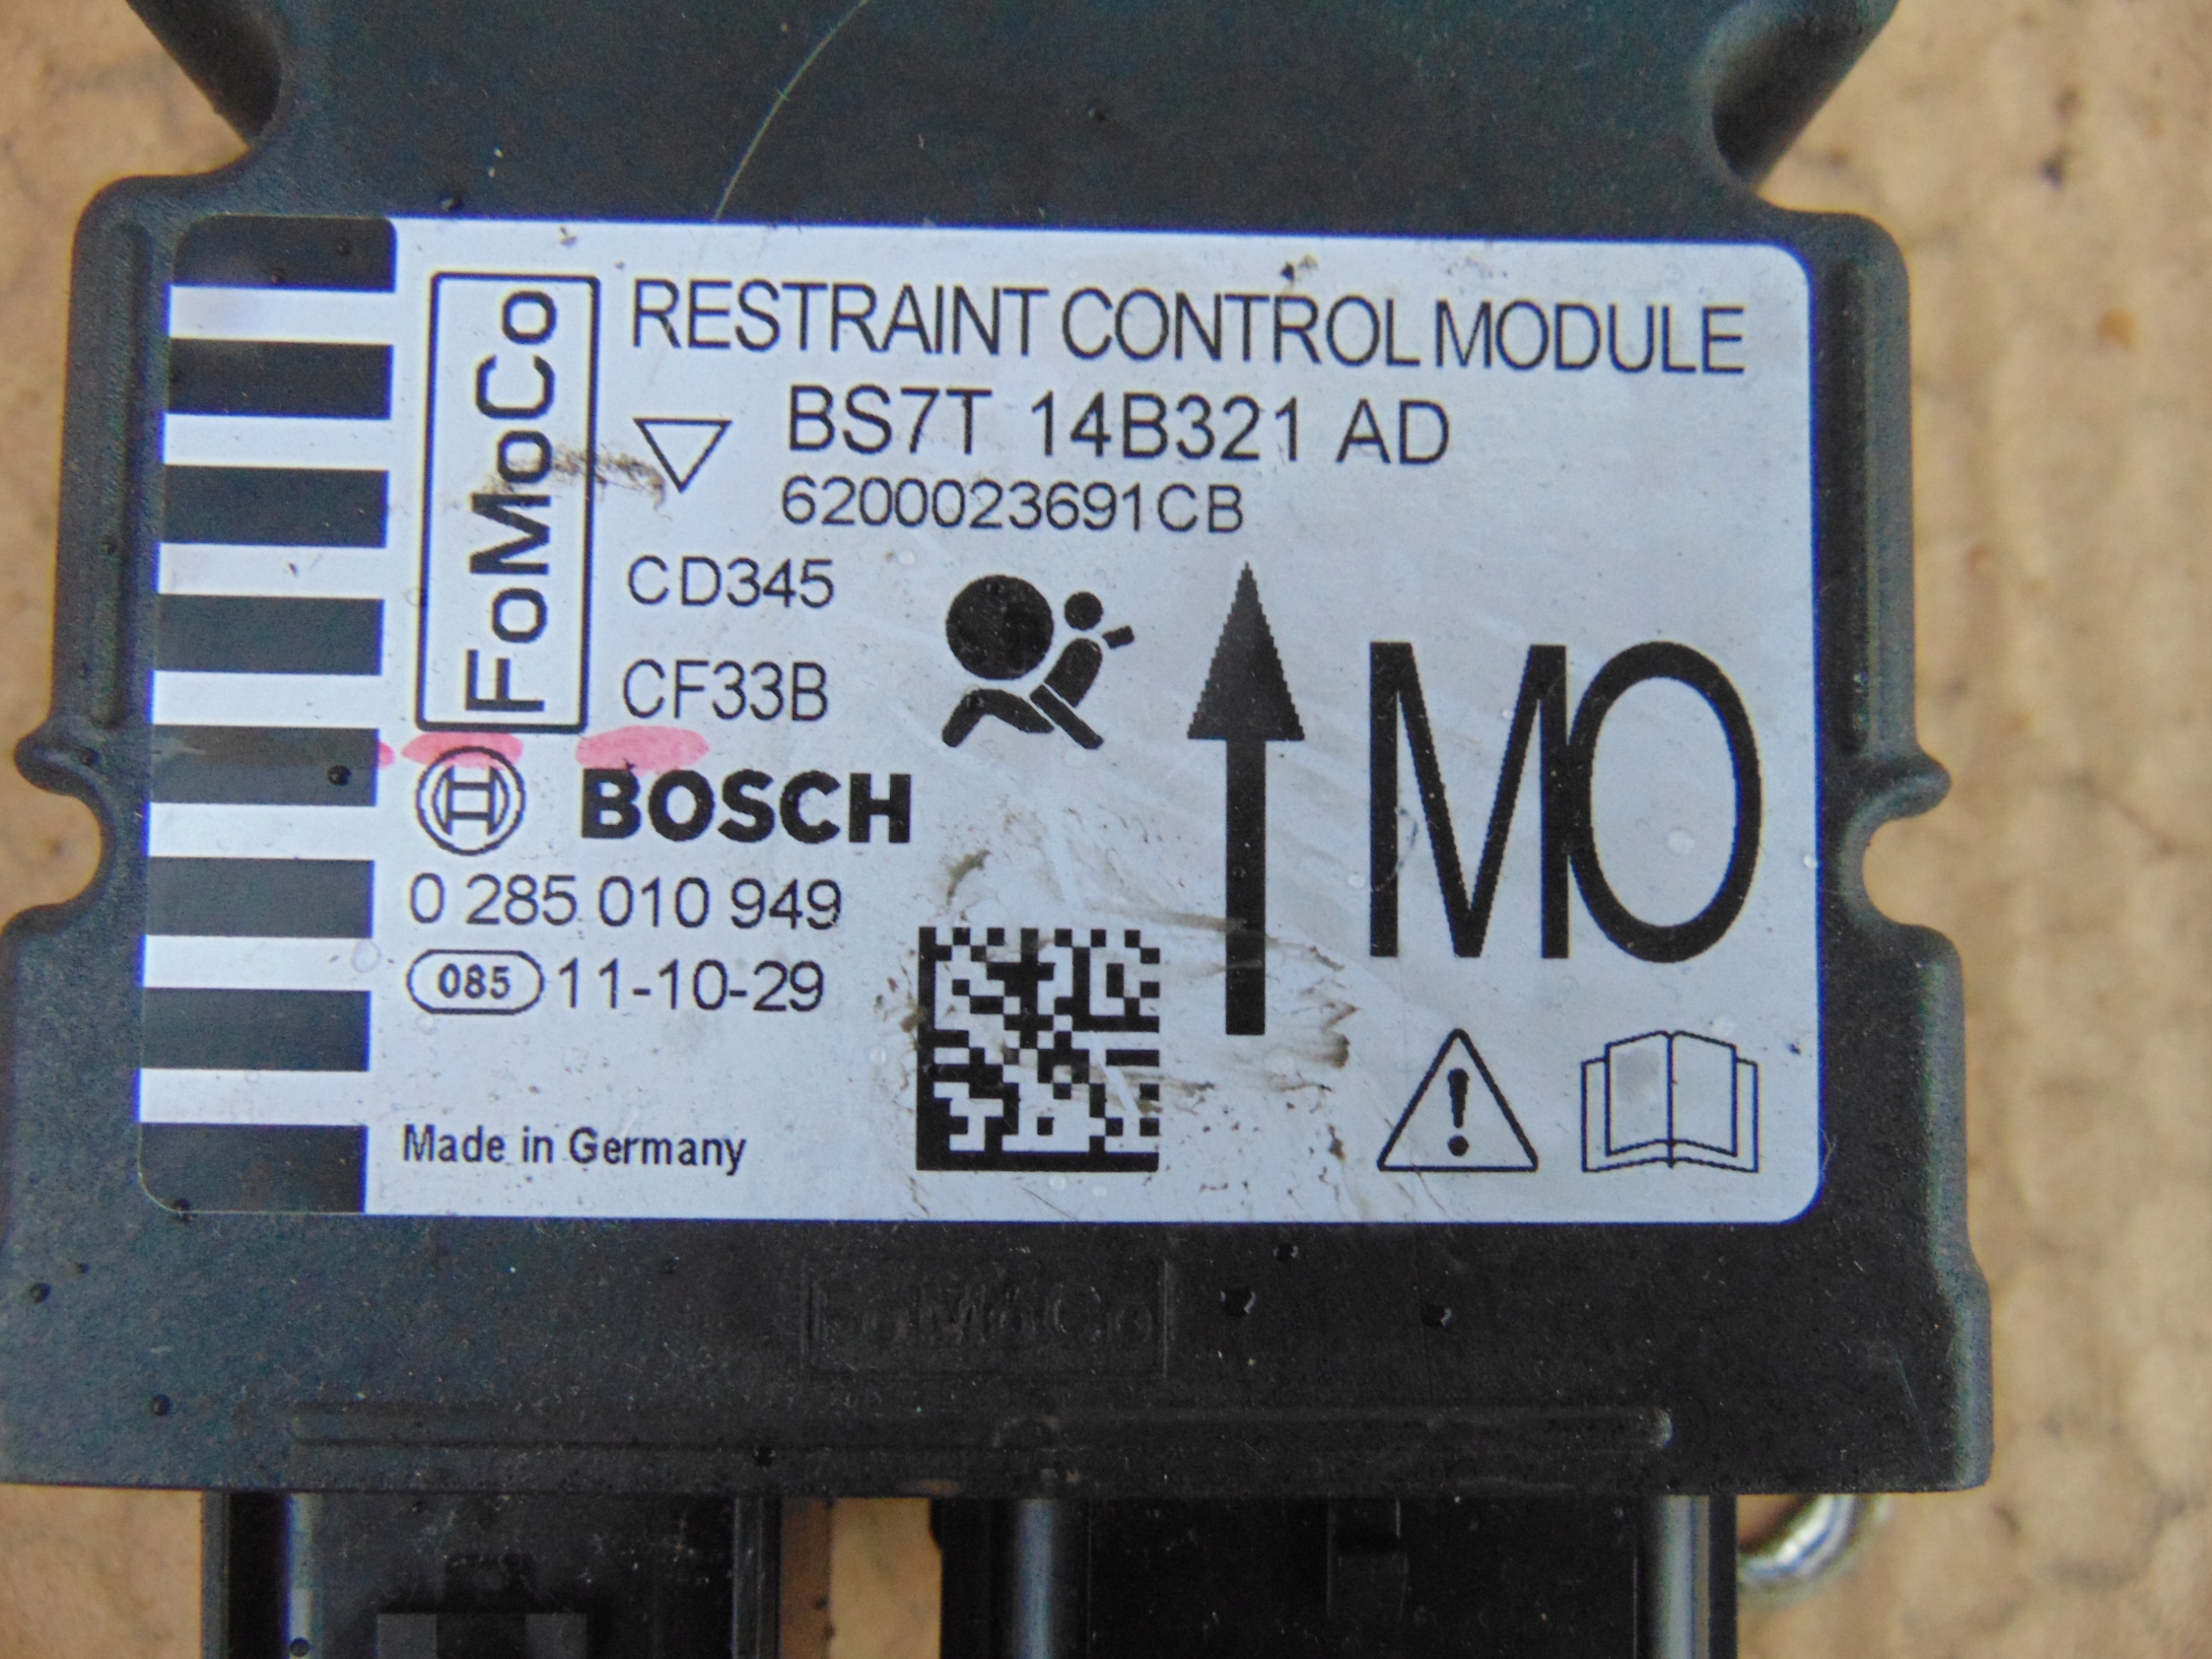 RESTRAINT CONTROL MODULE
FoMoCo
BS7T 14B321 AD
6200023691CB
CD345
CF33B
MO
BOSCH
0 285 010 949
085 11-10-29
Made in Germany
FoMoCo